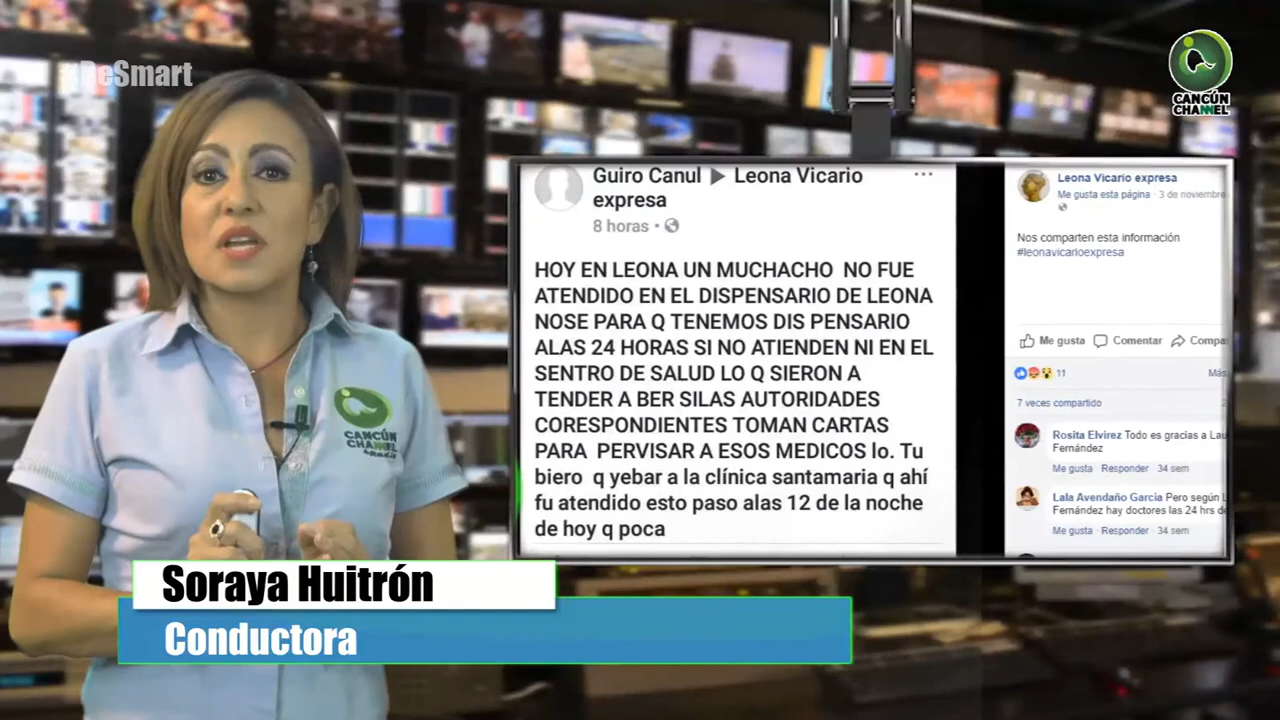 #BeSmart
CANCÚN
CHANNEL
Guiro Canul ▶ Leona Vicario
expresa
8 horas
HOY EN LEONA UN MUCHACHO NO FUE
ATENDIDO EN EL DISPENSARIO DE LEONA
NOSE PARA Q TENEMOS DIS PENSARIO
ALAS 24 HORAS SI NO ATIENDEN NI EN EL
SENTRO DE SALUD LO Q SIERON A
TENDER A BER SILAS AUTORIDADES
CORESPONDIENTES TOMAN CARTAS
PARA PERVISAR A ESOS MEDICOS lo. Tu
biero q yebar a la clínica santamaria q ahí
fu atendido esto paso alas 12 de la noche
de hoy q poca
Leona Vicario expresa
Me gusta esta página · 3 de noviembre
Nos comparten esta información
#leonavicarioexpresa
Me gusta Comentar Compa
11 Más
7 veces compartido
Rosita Elvirez Todo es gracias a Lau
Fernández
Me gusta · Responder · 34 sem
Lala Avendaño Garcia Pero según L
Fernández hay doctores las 24 hrs de
Me gusta · Responder · 34 sem
CANCÚN
CHANNEL
Soraya Huitrón
Conductora